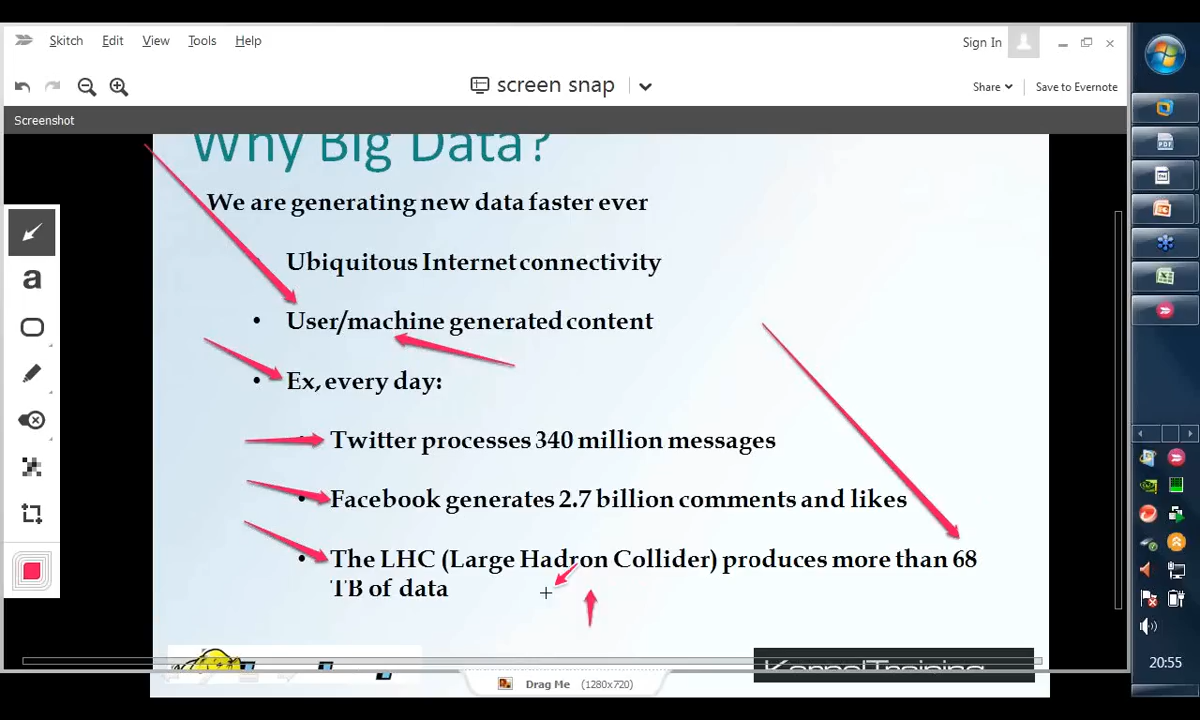 Skitch Edit View Tools Help
Sign In
screen snap
Share
Save to Evernote
Screenshot
Why Big Data?
We are generating new data faster ever
Ubiquitous Internet connectivity
• User/machine generated content
• Ex, every day:
Twitter processes 340 million messages
• Facebook generates 2.7 billion comments and likes
• The LHC (Large Hadron Collider) produces more than 68
TB of data
KernelTraining
Drag Me (1280x720)
20:55
a
PDF